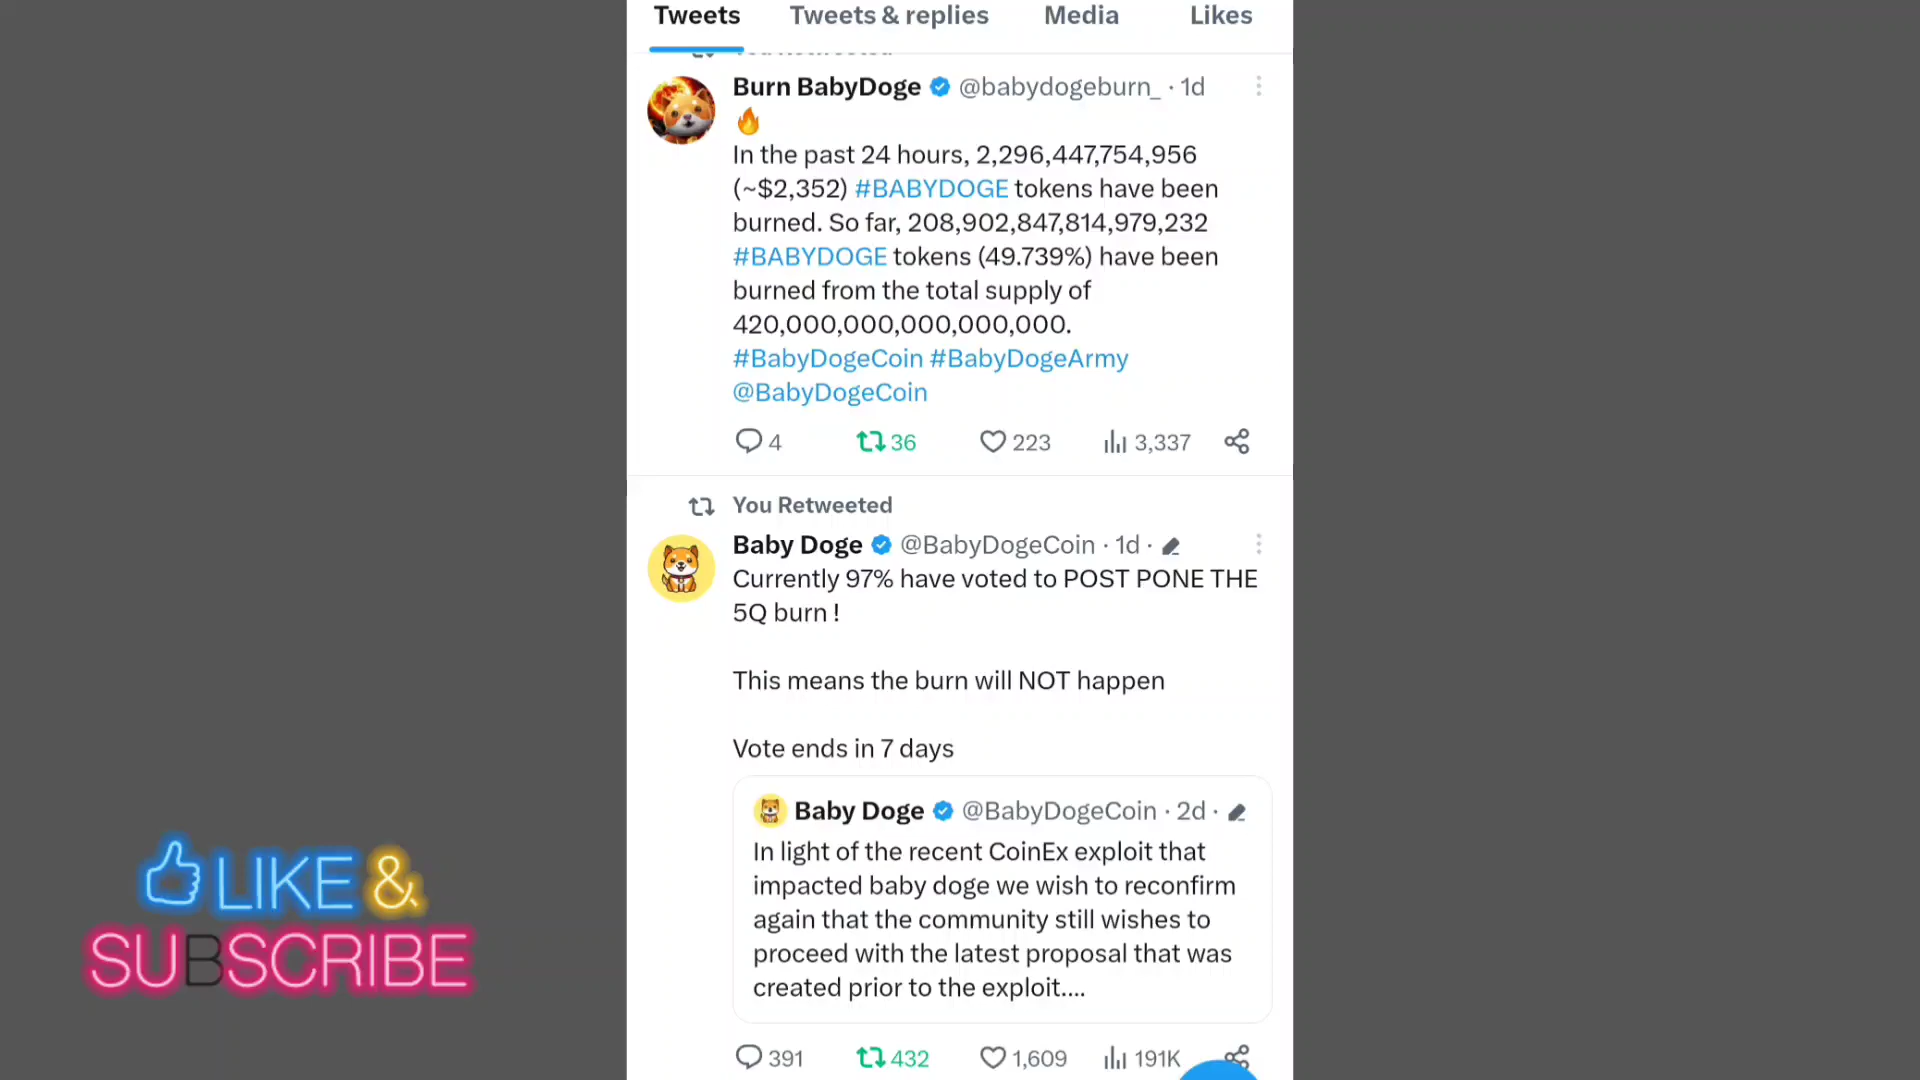 Tweets Tweets & replies Media Likes
Burn BabyDoge @babydogeburn_ · 1d
🔥
In the past 24 hours, 2,296,447,754,956
(~$2,352) #BABYDOGE tokens have been
burned. So far, 208,902,847,814,979,232
#BABYDOGE tokens (49.739%) have been
burned from the total supply of
420,000,000,000,000,000.
#BabyDogeCoin #BabyDogeArmy
@BabyDogeCoin
4 36 223 3,337
You Retweeted
Baby Doge @BabyDogeCoin · 1d ·
Currently 97% have voted to POST PONE THE
5Q burn !
This means the burn will NOT happen
Vote ends in 7 days
Baby Doge @BabyDogeCoin · 2d ·
In light of the recent CoinEx exploit that
impacted baby doge we wish to reconfirm
again that the community still wishes to
proceed with the latest proposal that was
created prior to the exploit....
391 432 1,609 191K
LIKE &
SUBSCRIBE